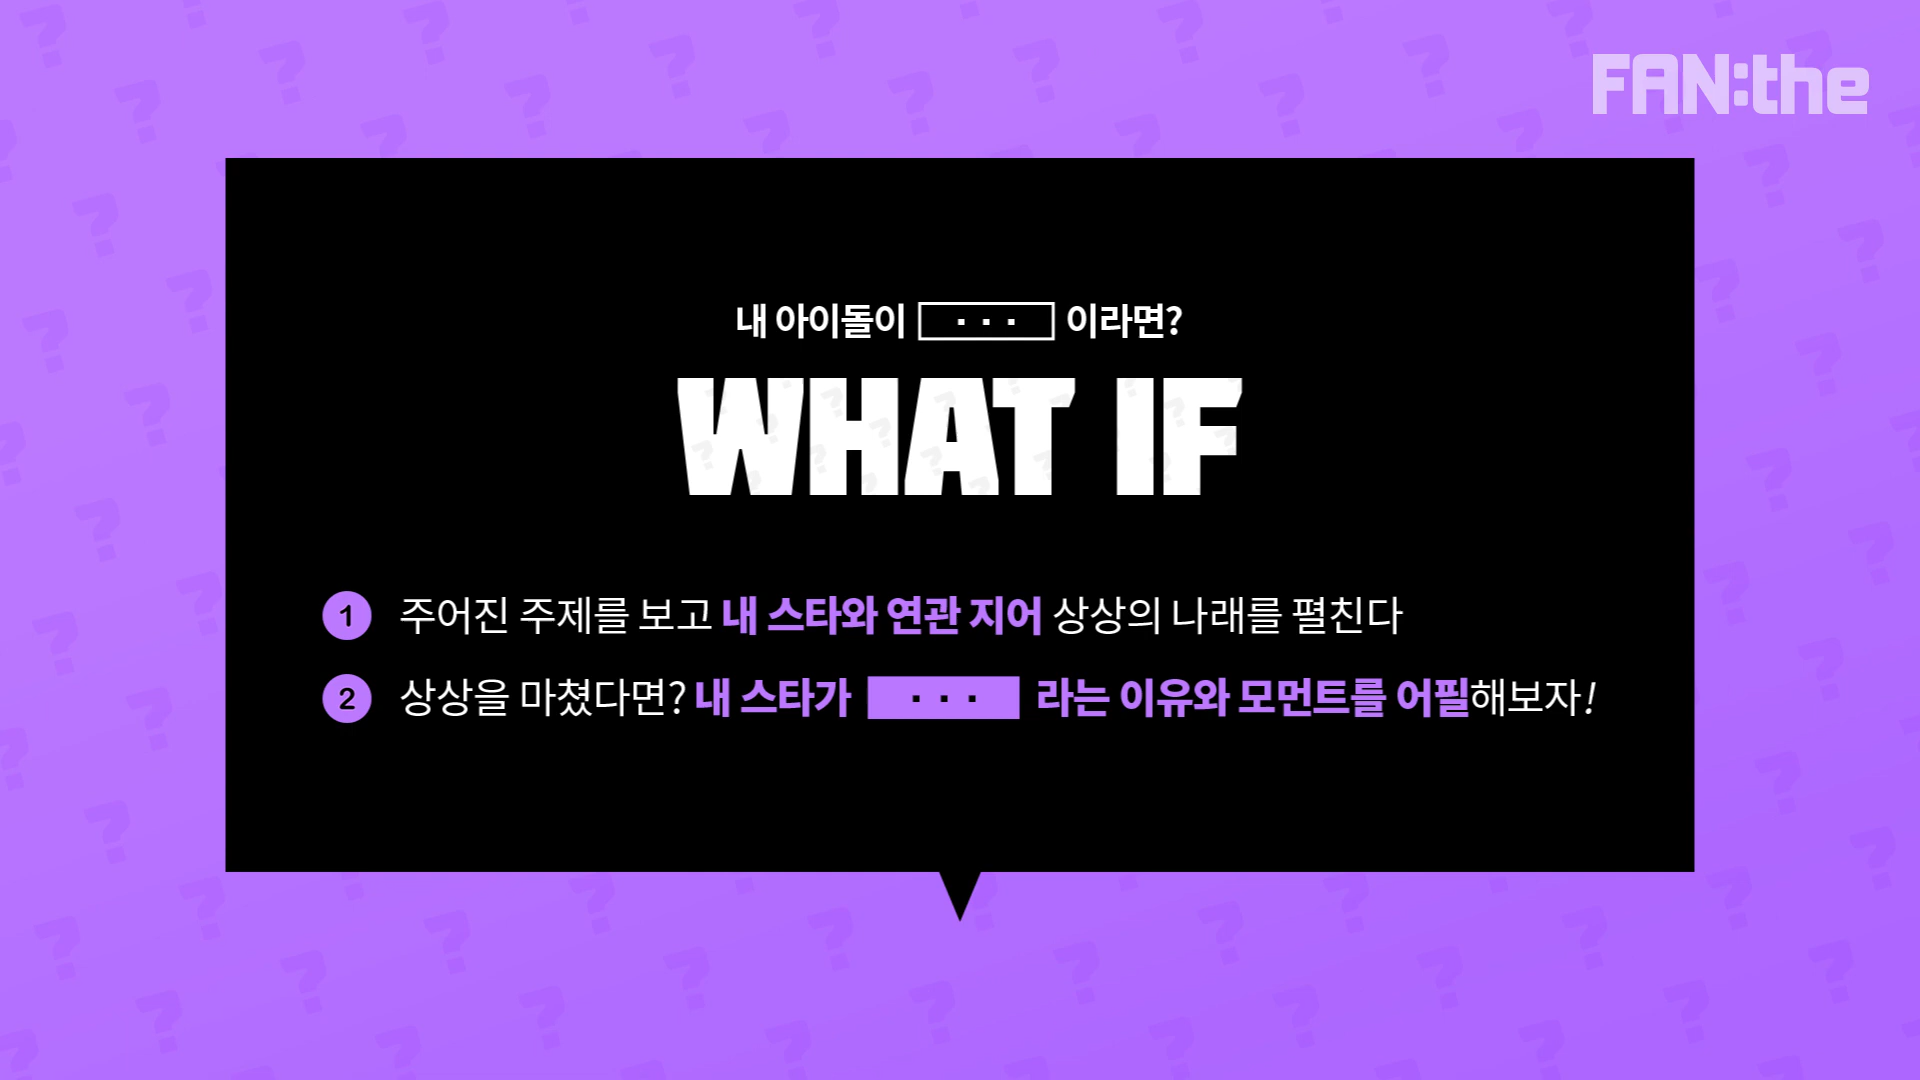 FAN:the
내 아이돌이 ··· 이라면?
WHAT IF
1 주어진 주제를 보고 내 스타와 연관 지어 상상의 나래를 펼친다
2 상상을 마쳤다면? 내 스타가 ··· 라는 이유와 모먼트를 어필해보자!